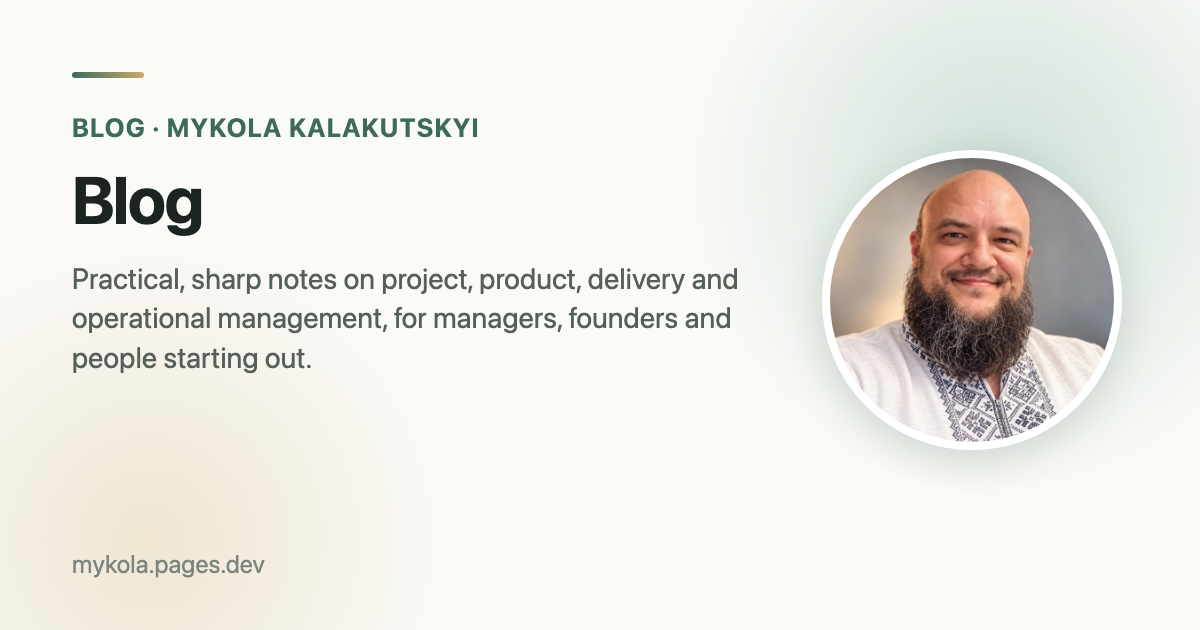 BLOG · MYKOLA KALAKUTSKYI
Blog
Practical, sharp notes on project, product, delivery and
operational management, for managers, founders and
people starting out.
mykola.pages.dev